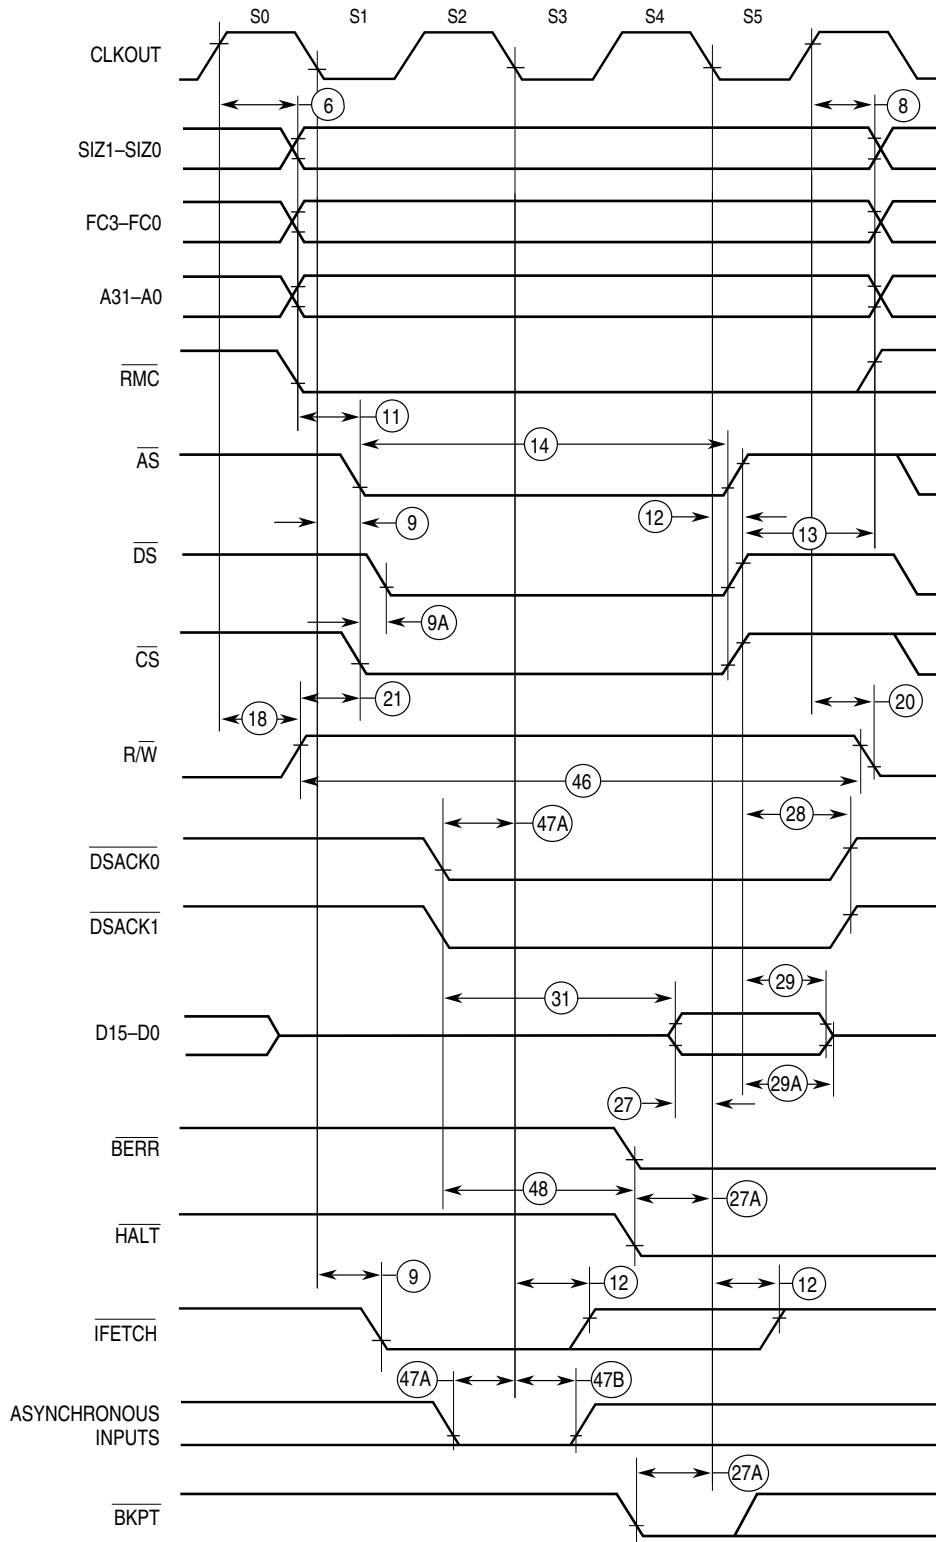 S0 S1 S2 S3 S4 S5
CLKOUT
6 8
SIZ1–SIZ0
FC3–FC0
A31–A0
RMC
11
14
AS
9 12
13
DS
9A
CS
21 20
18
R/W
46
47A 28
DSACK0
DSACK1
29
31
D15–D0
29A
27
BERR
48 27A
HALT
9 12 12
IFETCH
47A 47B
ASYNCHRONOUS
INPUTS
27A
BKPT